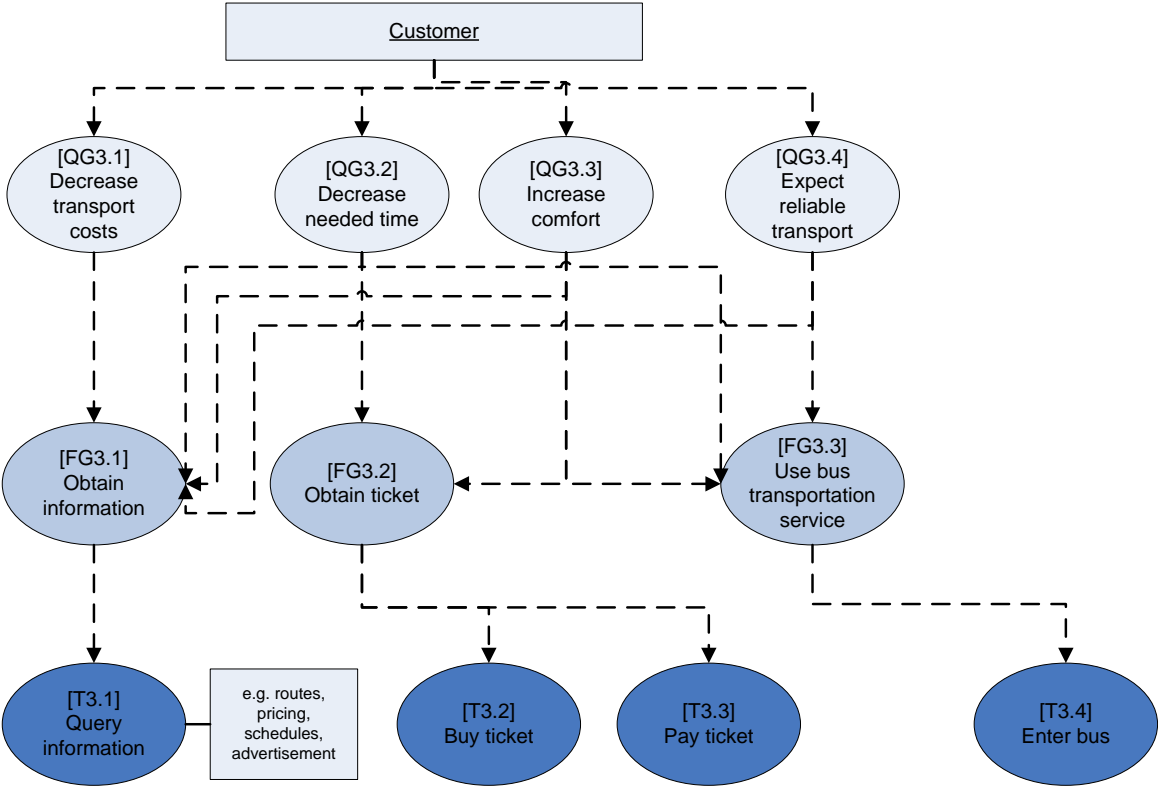 Customer
[QG3.1]
Decrease
transport
costs
[QG3.2]
Decrease
needed time
[QG3.3]
Increase
comfort
[QG3.4]
Expect
reliable
transport
[FG3.1]
Obtain
information
[FG3.2]
Obtain ticket
[FG3.3]
Use bus
transportation
service
[T3.1]
Query
information
e.g. routes,
pricing,
schedules,
advertisement
[T3.2]
Buy ticket
[T3.3]
Pay ticket
[T3.4]
Enter bus